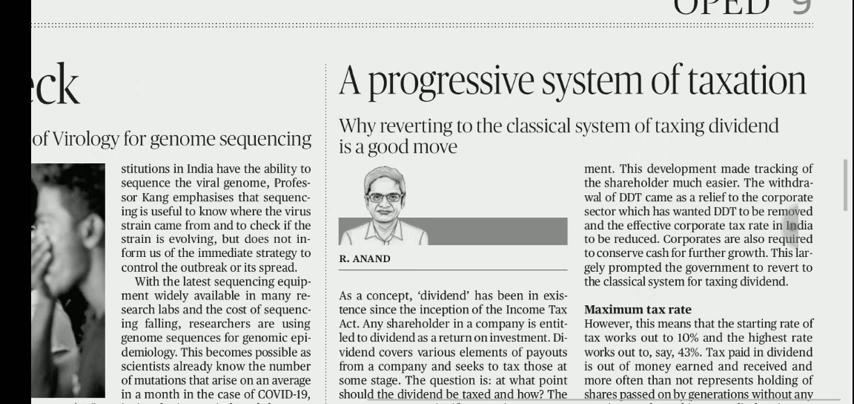 OPED 9
eck
of Virology for genome sequencing
stitutions in India have the ability to
sequence the viral genome, Profes-
sor Kang emphasises that sequenc-
ing is useful to know where the virus
strain came from and to check if the
strain is evolving, but does not in-
form us of the immediate strategy to
control the outbreak or its spread.
With the latest sequencing equip-
ment widely available in many re-
search labs and the cost of sequenc-
ing falling, researchers are using
genome sequences for genomic epi-
demiology. This becomes possible as
scientists already know the number
of mutations that arise on an average
in a month in the case of COVID-19,
A progressive system of taxation
Why reverting to the classical system of taxing dividend
is a good move
R. ANAND
As a concept, ‘dividend’ has been in exis-
tence since the inception of the Income Tax
Act. Any shareholder in a company is entit-
led to dividend as a return on investment. Di-
vidend covers various elements of payouts
from a company and seeks to tax those at
some stage. The question is: at what point
should the dividend be taxed and how? The
ment. This development made tracking of
the shareholder much easier. The withdra-
wal of DDT came as a relief to the corporate
sector which has wanted DDT to be removed
and the effective corporate tax rate in India
to be reduced. Corporates are also required
to conserve cash for further growth. This lar-
gely prompted the government to revert to
the classical system for taxing dividend.
Maximum tax rate
However, this means that the starting rate of
tax works out to 10% and the highest rate
works out to, say, 43%. Tax paid in dividend
is out of money earned and received and
more often than not represents holding of
shares passed on by generations without any